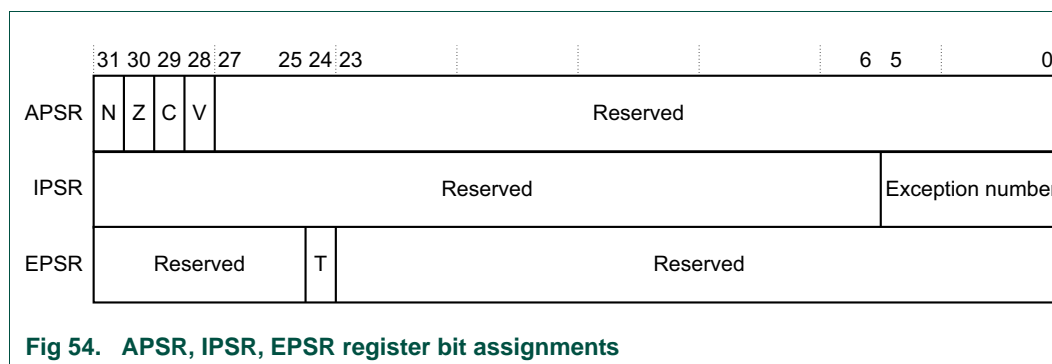 31 30 29 28 27 25 24 23 6 5 0
APSR N Z C V Reserved
IPSR Reserved Exception number
EPSR Reserved T Reserved
Fig 54. APSR, IPSR, EPSR register bit assignments